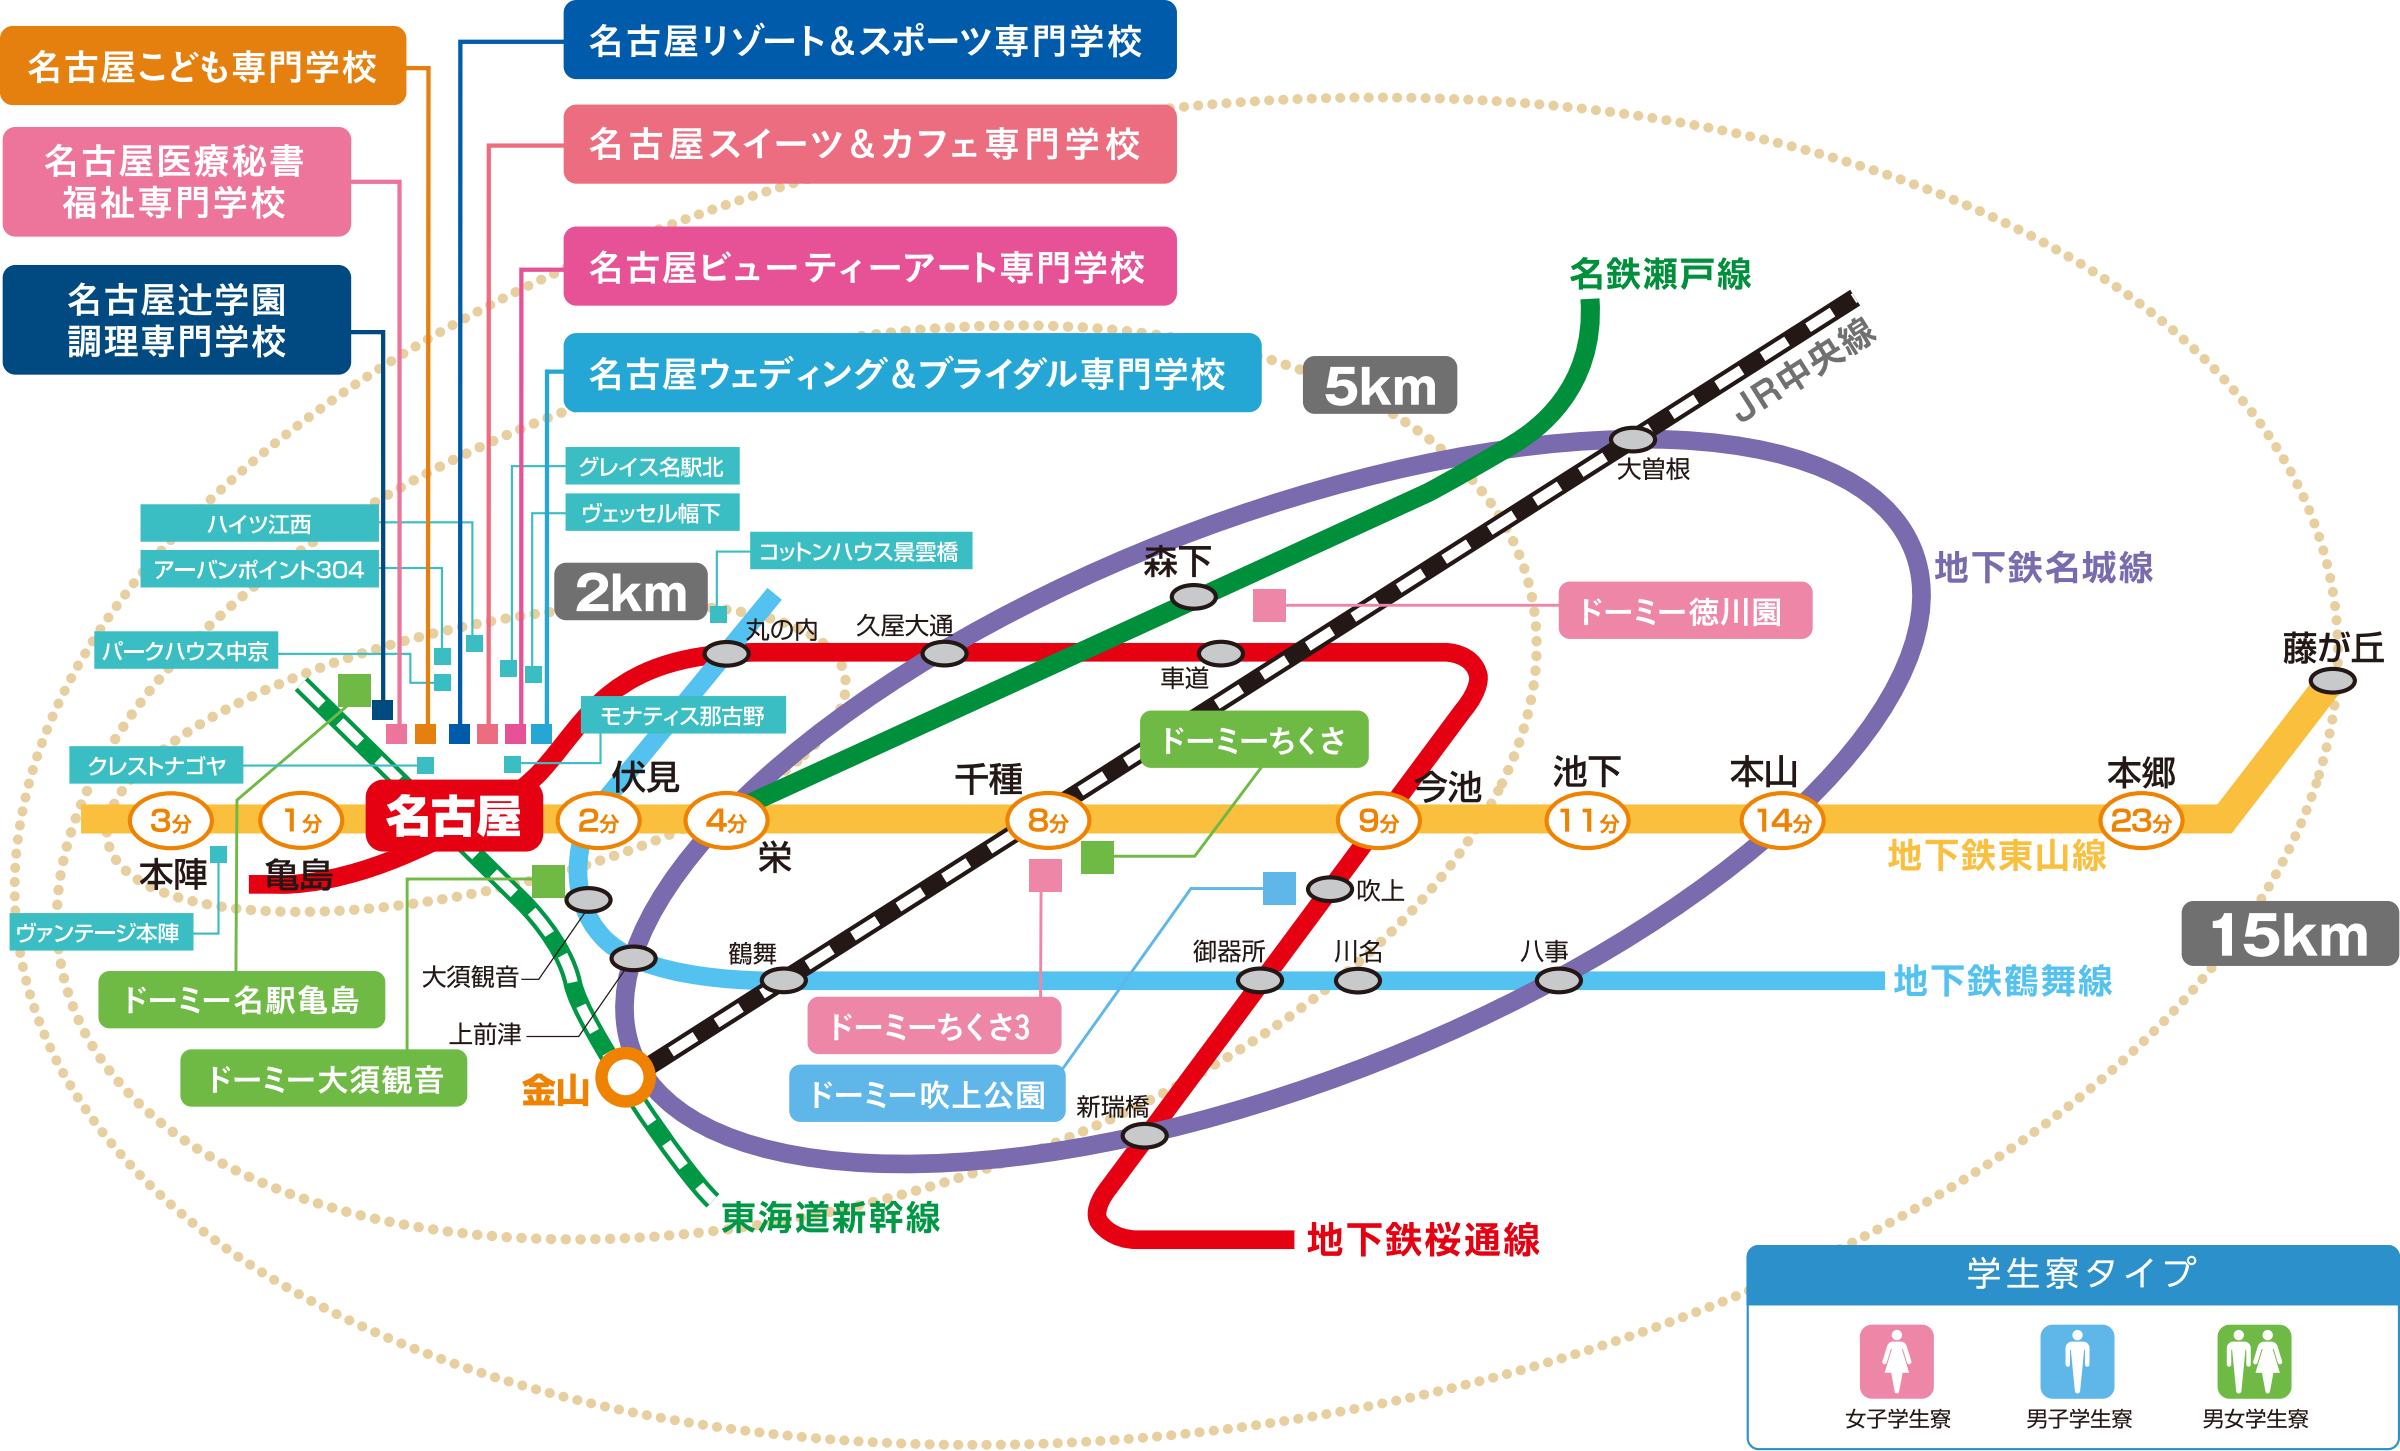 名古屋こども専門学校
名古屋医療秘書
福祉専門学校
名古屋辻学園
調理専門学校
名古屋リゾート&スポーツ専門学校
名古屋スイーツ&カフェ専門学校
名古屋ビューティーアート専門学校
名古屋ウェディング&ブライダル専門学校
5km
2km
15km
名鉄瀬戸線
JR中央線
大曽根
グレイス名駅北
ヴェッセル幅下
コットンハウス景雲橋
ハイツ江西
アーバンポイント304
パークハウス中京
モナティス那古野
クレストナゴヤ
ヴァンテージ本陣
森下
地下鉄名城線
ドーミー徳川園
丸の内
久屋大通
車道
藤が丘
ドーミーちくさ
伏見
千種
今池
池下
本山
本郷
3分
1分
名古屋
2分
4分
8分
9分
11分
14分
23分
本陣
亀島
栄
地下鉄東山線
吹上
鶴舞
御器所
川名
八事
地下鉄鶴舞線
大須観音
上前津
金山
ドーミー名駅亀島
ドーミー大須観音
ドーミーちくさ3
ドーミー吹上公園
新瑞橋
東海道新幹線
地下鉄桜通線
学生寮タイプ
女子学生寮
男子学生寮
男女学生寮